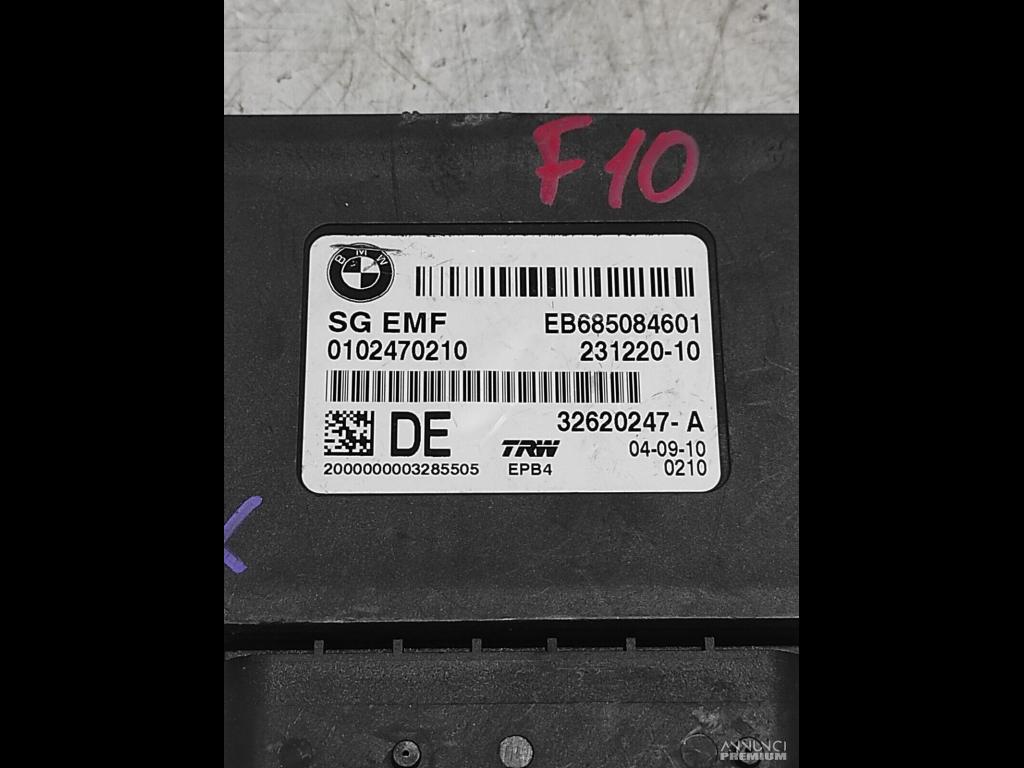 F10
BMW
SG EMF EB685084601
0102470210 231220-10
DE 32620247-A
TRW 04-09-10
2000000003285505 EPB4 0210
ANNUNCI
PREMIUM